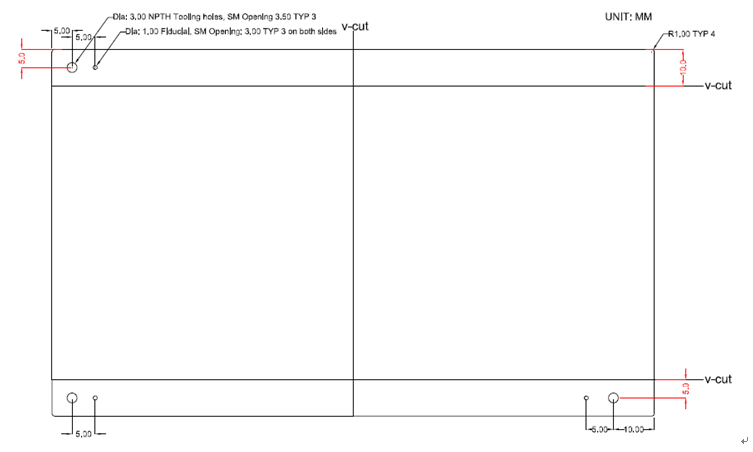 Dia: 3.00 NPTH Tooling holes, SM Opening 3.50 TYP 3
UNIT: MM
5.00
Dia: 1.00 Fiducial, SM Opening: 3.00 TYP 3 on both sides
v-cut
R1.00 TYP 4
5.00
5.0
10.0
v-cut
v-cut
5.0
5.00
5.00
10.00